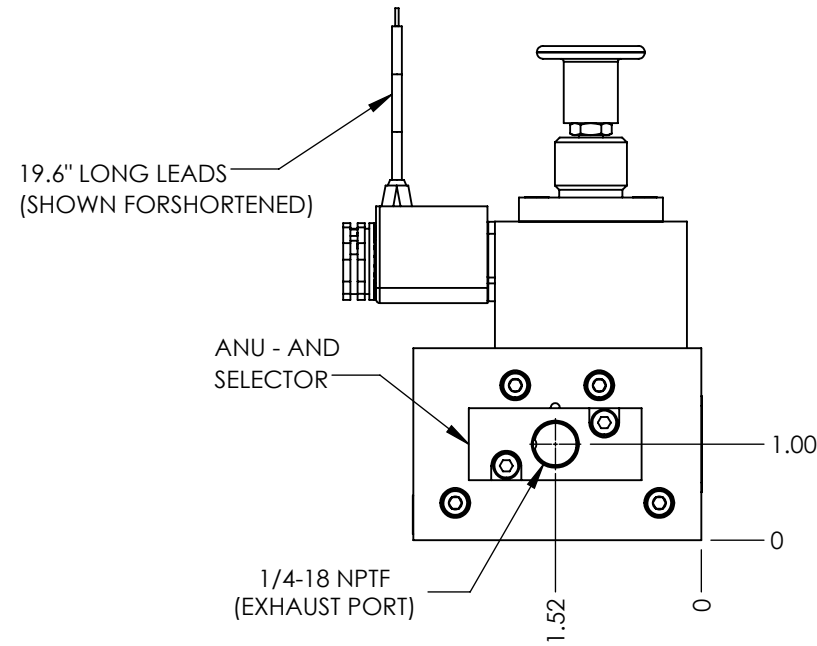 19.6" LONG LEADS
(SHOWN FORSHORTENED)
ANU - AND
SELECTOR
1.00
0
1/4-18 NPTF
(EXHAUST PORT)
1.52
0